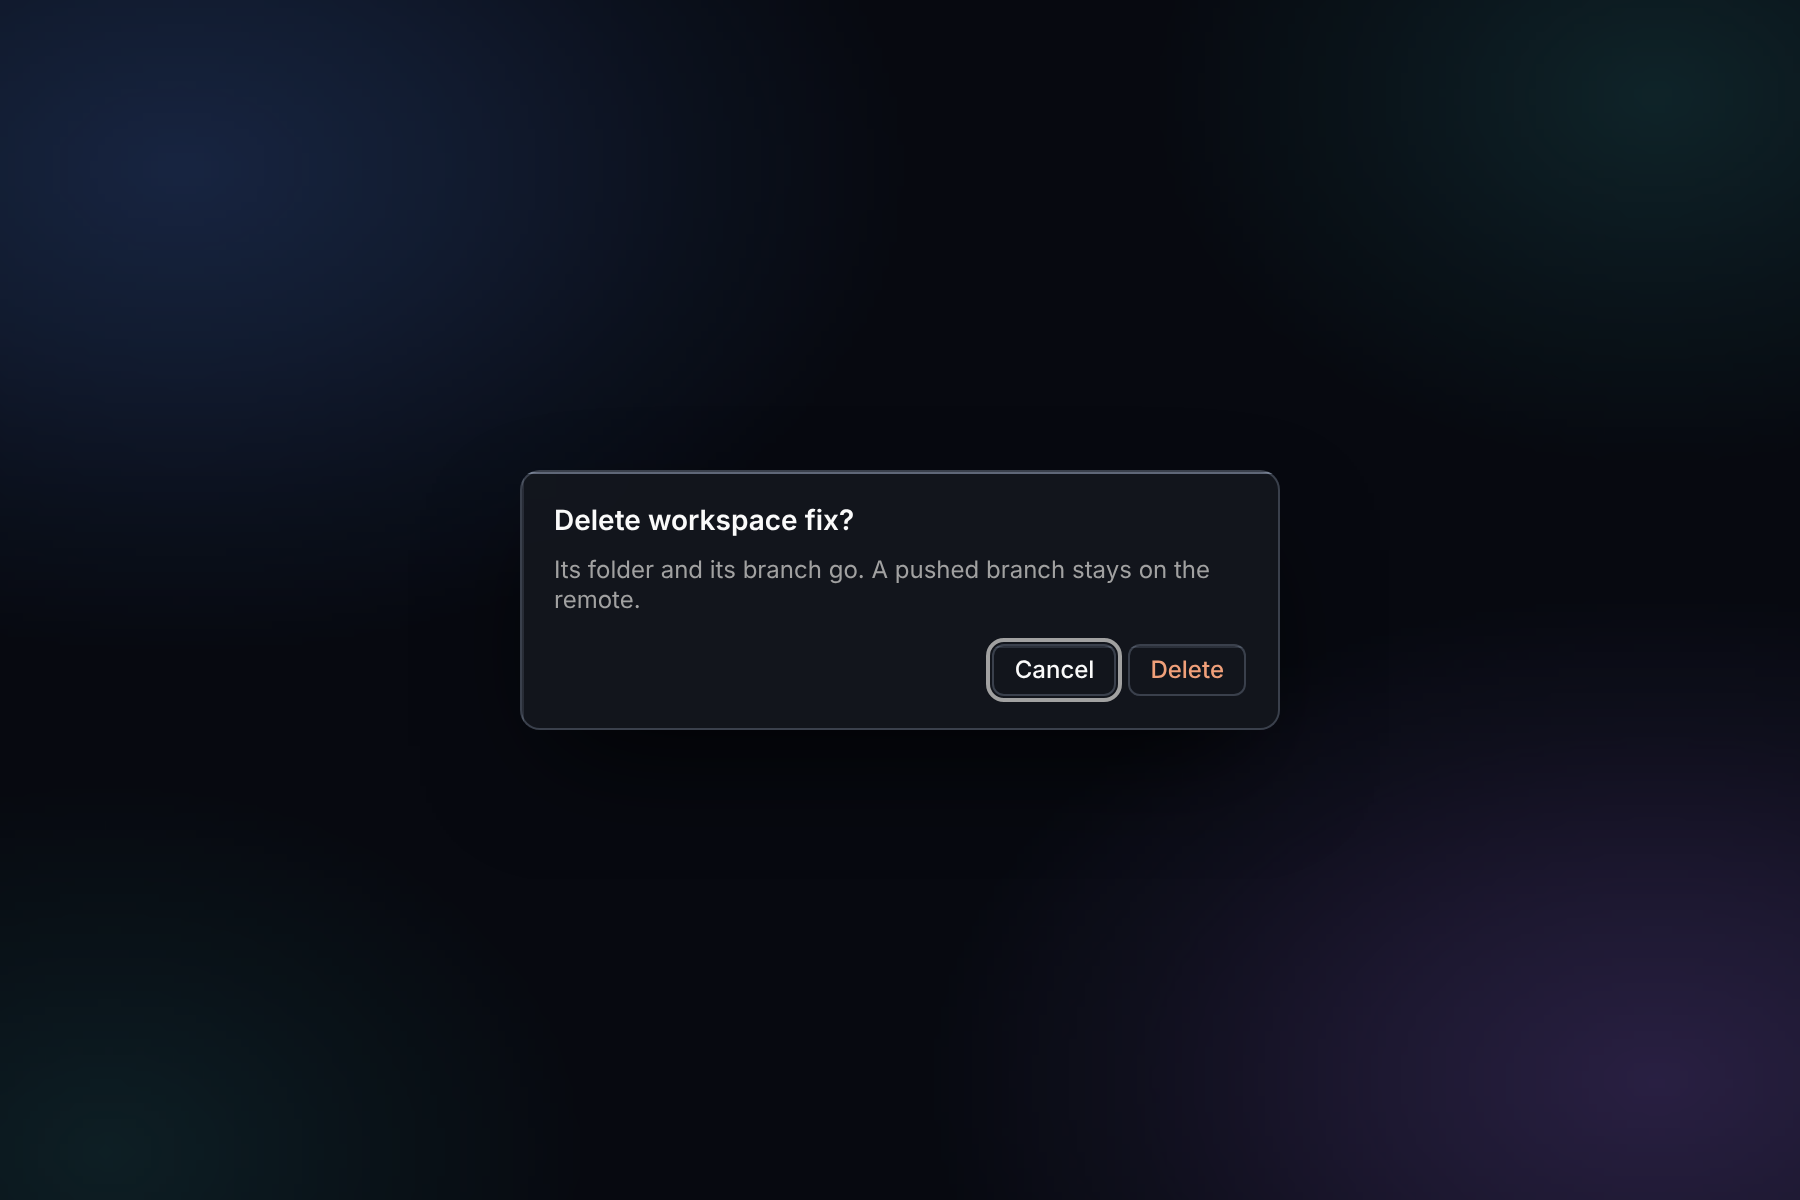 Delete workspace fix?
Its folder and its branch go. A pushed branch stays on the
remote.
Cancel Delete